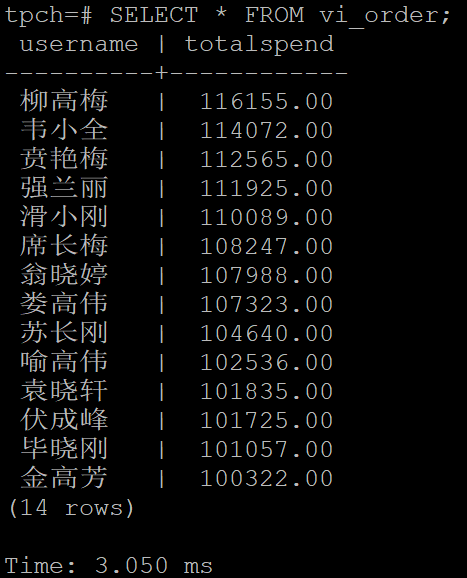 tpch=# SELECT * FROM vi_order;
 username | totalspend
----------+------------
 柳高梅   |  116155.00
 韦小全   |  114072.00
 贲艳梅   |  112565.00
 强兰丽   |  111925.00
 滑小刚   |  110089.00
 席长梅   |  108247.00
 翁晓婷   |  107988.00
 娄高伟   |  107323.00
 苏长刚   |  104640.00
 喻高伟   |  102536.00
 袁晓轩   |  101835.00
 伏成峰   |  101725.00
 毕晓刚   |  101057.00
 金高芳   |  100322.00
(14 rows)

Time: 3.050 ms